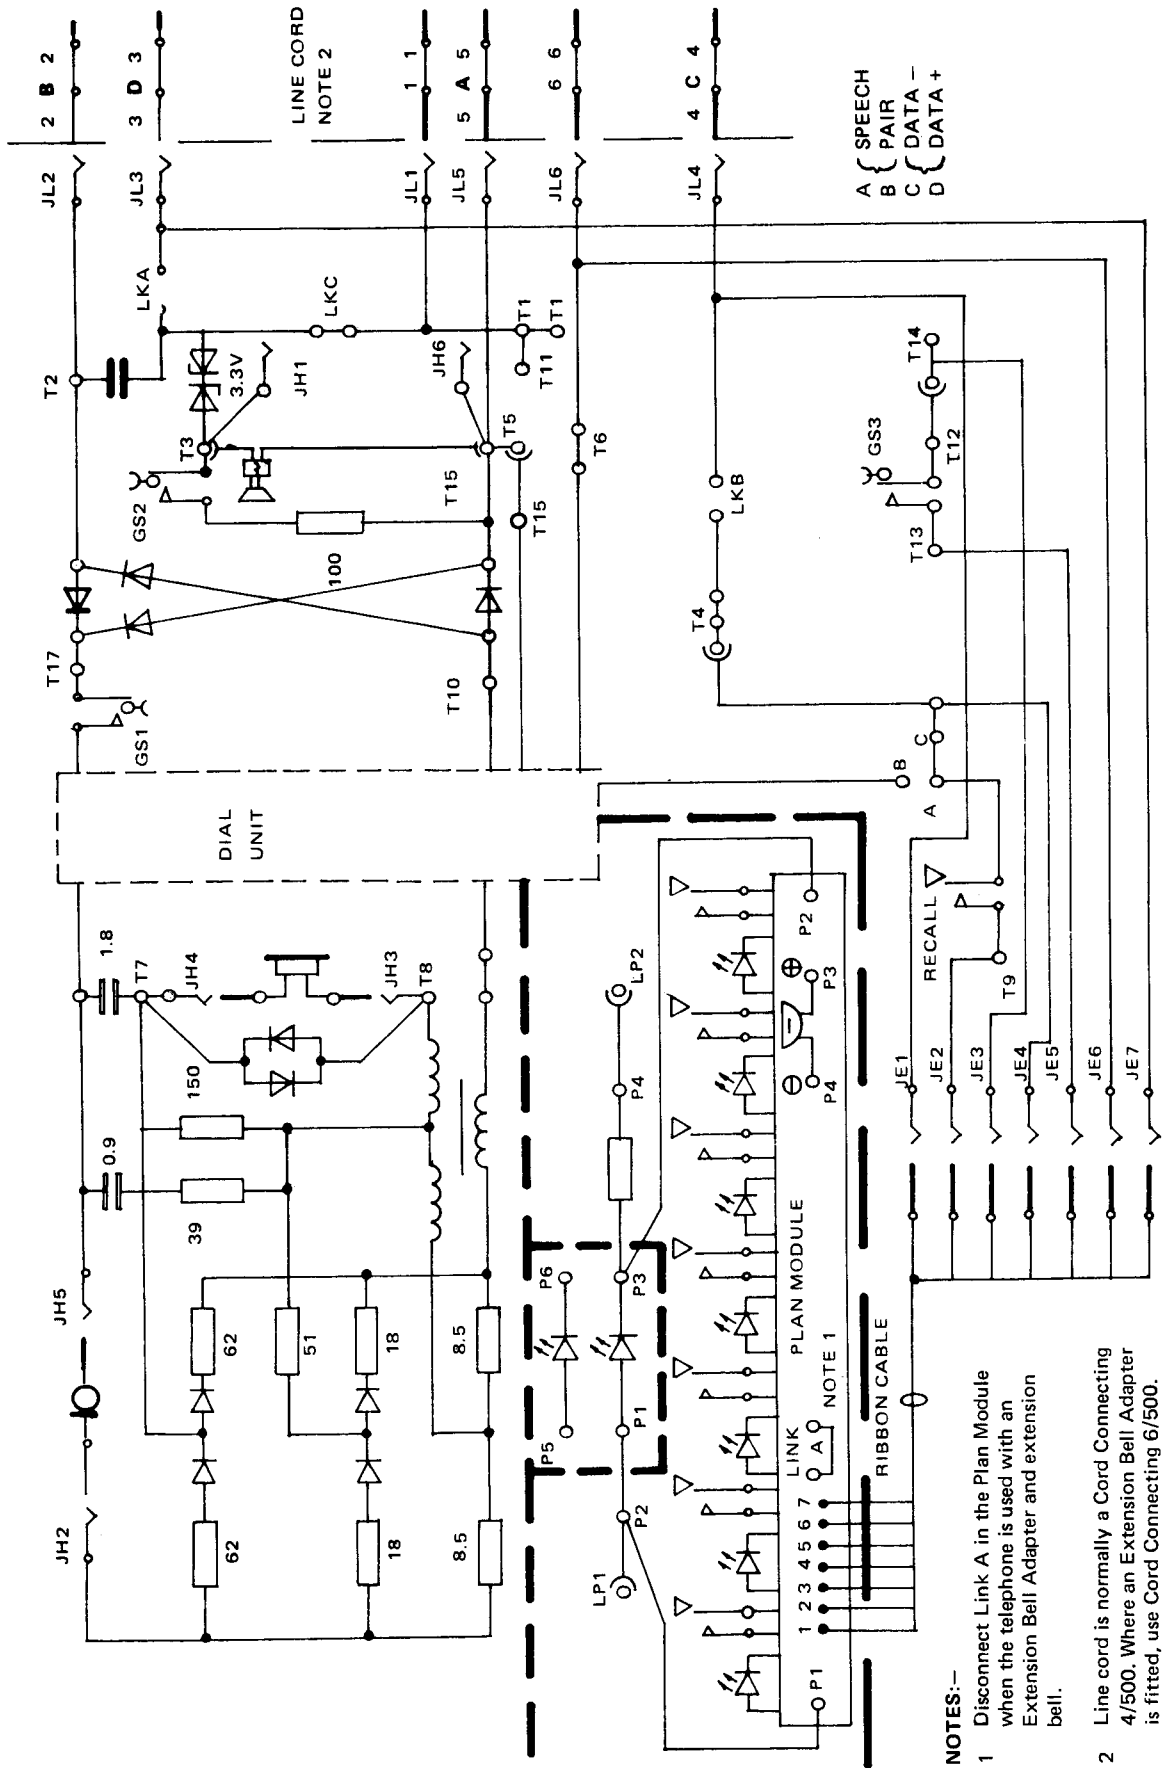 2 B 2
3 D 3
LINE CORD
NOTE 2
1 1
5 A 5
6 6
4 C 4
JL2
JL3
JL1
JL5
JL6
JL4
A { SPEECH
B { PAIR
C { DATA −
D { DATA +
LKA
LKC
T2
3.3V
JH1
JH6
T1
T11
T1
T3
T5
T6
T15
T15
GS2
100
LKB
T14
GS3
T12
T13
T4
T17
T10
GS1
DIAL
UNIT
B
C
A
1.8
T7
JH4
JH3
T8
150
0.9
39
JH5
62
51
18
8.5
JH2
62
18
8.5
LP2
P4
P6
P3
P5
P1
P2
LP1
P2
P3
P4
PLAN MODULE
NOTE 1
LINK
A
1 2 3 4 5 6 7
P1
RIBBON CABLE
RECALL
T9
JE1
JE2
JE3
JE4
JE5
JE6
JE7
NOTES:–
1 Disconnect Link A in the Plan Module
when the telephone is used with an
Extension Bell Adapter and extension
bell.
2 Line cord is normally a Cord Connecting
4/500. Where an Extension Bell Adapter
is fitted, use Cord Connecting 6/500.